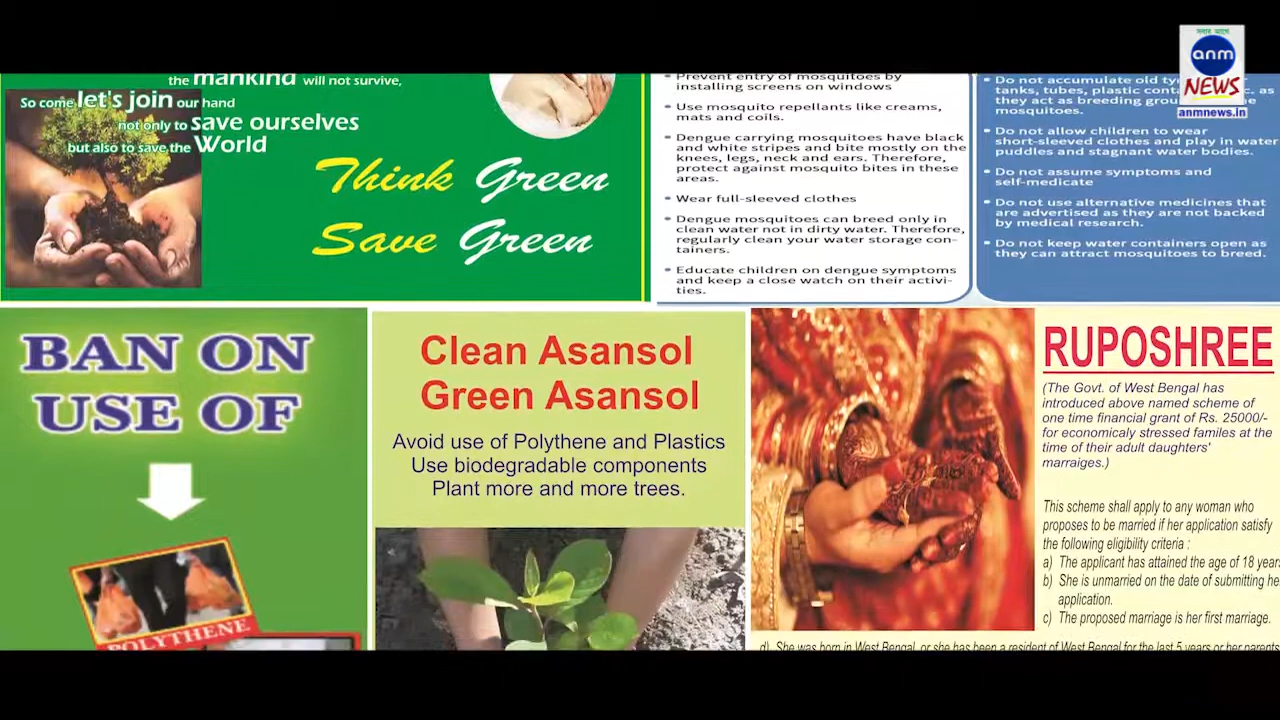 সবার আগে
anm
NEWS
anmnews.in
the mankind will not survive,
So come let's join our hand
not only to save ourselves
but also to save the World
Think Green
Save Green
Prevent entry of mosquitoes by
installing screens on windows
• Use mosquito repellants like creams,
mats and coils.
• Dengue carrying mosquitoes have black
and white stripes and bite mostly on the
knees, legs, neck and ears. Therefore,
protect against mosquito bites in these
areas.
• Wear full-sleeved clothes
• Dengue mosquitoes can breed only in
clean water not in dirty water. Therefore,
regularly clean your water storage con-
tainers.
• Educate children on dengue symptoms
and keep a close watch on their activi-
ties.
• Do not accumulate old
tanks, tubes, plastic as
they act as breeding
mosquitoes.
• Do not allow children to wear
short-sleeved clothes and play in water
puddles and stagnant water bodies.
• Do not assume symptoms and
self-medicate
• Do not use alternative medicines that
are advertised as they are not backed
by medical research.
• Do not keep water containers open as
they can attract mosquitoes to breed.
BAN ON
USE OF
POLYTHENE
Clean Asansol
Green Asansol
Avoid use of Polythene and Plastics
Use biodegradable components
Plant more and more trees.
RUPOSHREE
(The Govt. of West Bengal has
introduced above named scheme of
one time financial grant of Rs. 25000/-
for economicaly stressed familes at the
time of their adult daughters'
marraiges.)
This scheme shall apply to any woman who
proposes to be married if her application satisfy
the following eligibility criteria :
a) The applicant has attained the age of 18 years
b) She is unmarried on the date of submitting he
application.
c) The proposed marriage is her first marriage.
d) She was born in West Bengal, or she has been a resident of West Bengal for the last 5 years or her parents